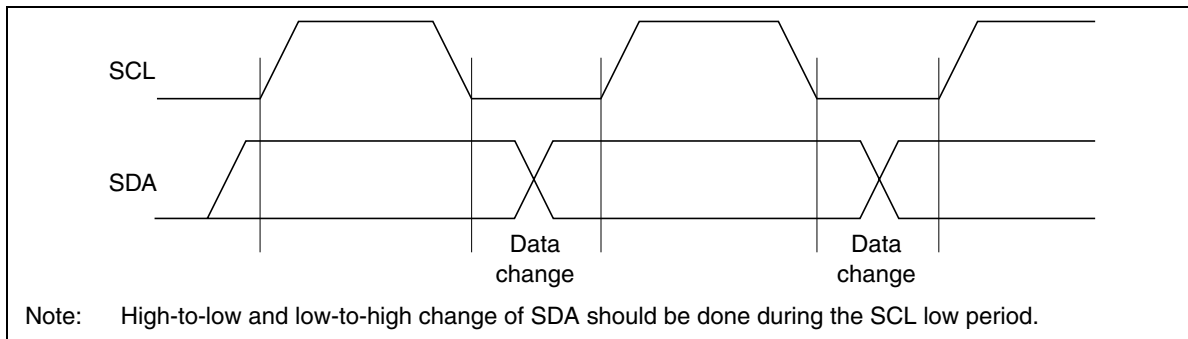 SCL
SDA
Data
change
Data
change
Note: High-to-low and low-to-high change of SDA should be done during the SCL low period.